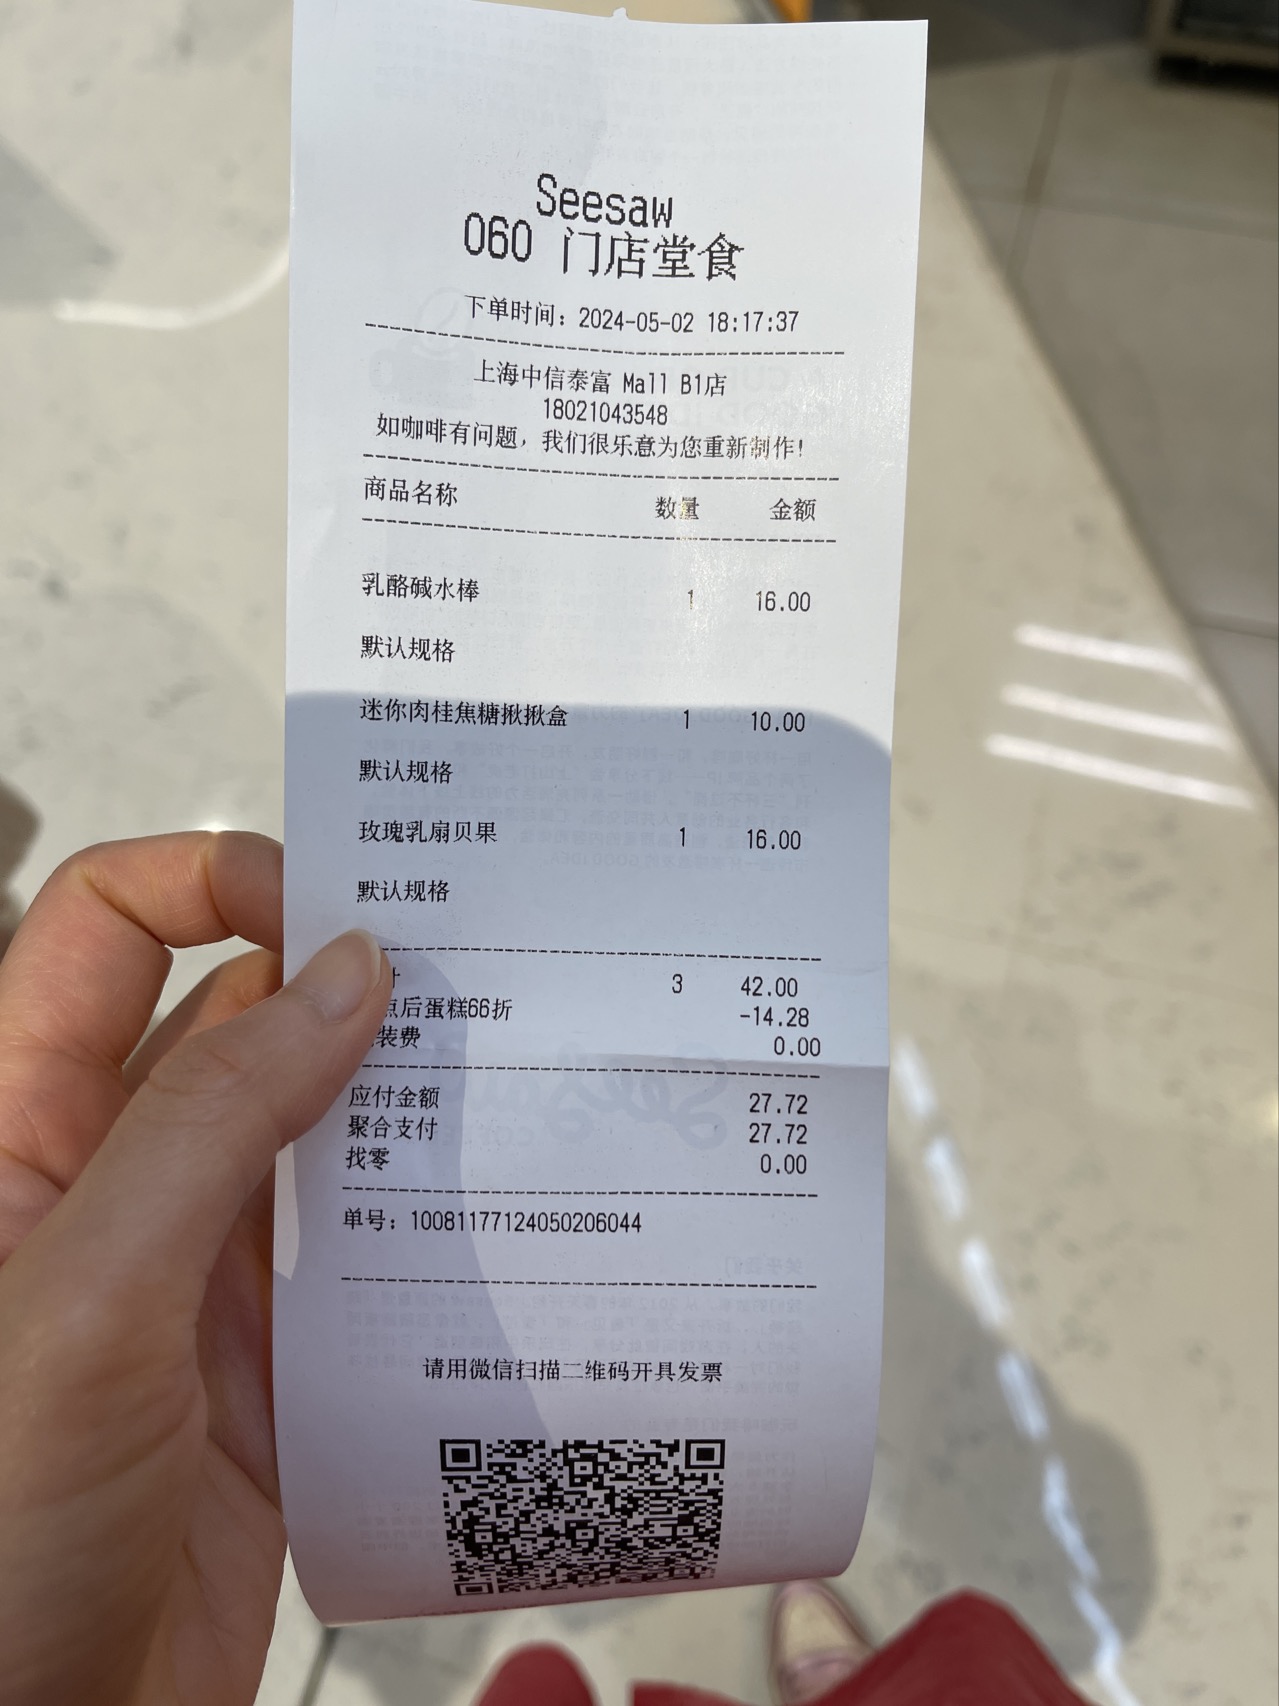 Seesaw
060 门店堂食
下单时间：2024-05-02 18:17:37
上海中信泰富 Mall B1店
18021043548
如咖啡有问题，我们很乐意为您重新制作！
商品名称 数量 金额
乳酪碱水棒 1 16.00
默认规格
迷你肉桂焦糖揪揪盒 1 10.00
默认规格
玫瑰乳扇贝果 1 16.00
默认规格
计 3 42.00
点后蛋糕66折 -14.28
装费 0.00
应付金额 27.72
聚合支付 27.72
找零 0.00
单号：10081177124050206044
请用微信扫描二维码开具发票